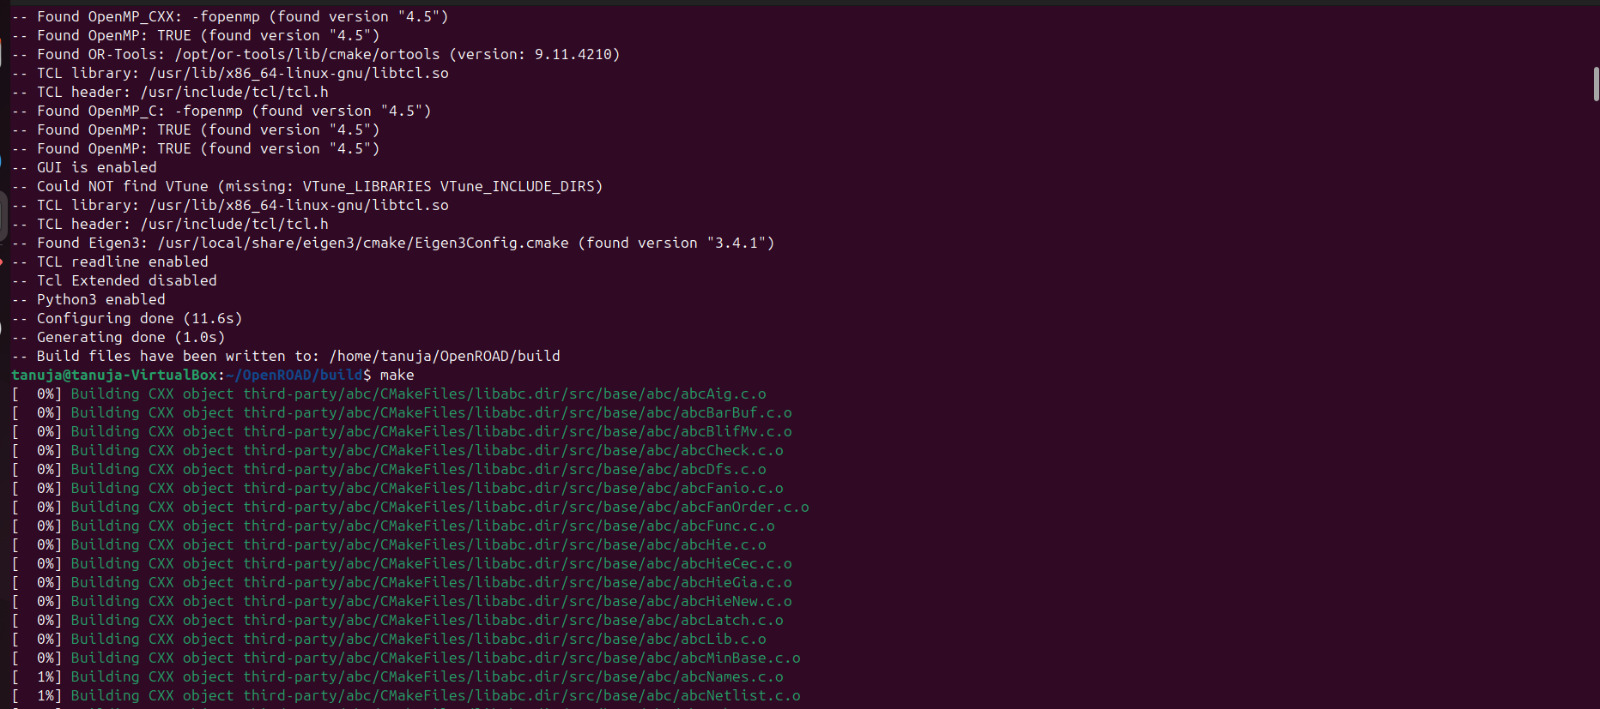 -- Found OpenMP_CXX: -fopenmp (found version "4.5")
-- Found OpenMP: TRUE (found version "4.5")
-- Found OR-Tools: /opt/or-tools/lib/cmake/ortools (version: 9.11.4210)
-- TCL library: /usr/lib/x86_64-linux-gnu/libtcl.so
-- TCL header: /usr/include/tcl/tcl.h
-- Found OpenMP_C: -fopenmp (found version "4.5")
-- Found OpenMP: TRUE (found version "4.5")
-- Found OpenMP: TRUE (found version "4.5")
-- GUI is enabled
-- Could NOT find VTune (missing: VTune_LIBRARIES VTune_INCLUDE_DIRS)
-- TCL library: /usr/lib/x86_64-linux-gnu/libtcl.so
-- TCL header: /usr/include/tcl/tcl.h
-- Found Eigen3: /usr/local/share/eigen3/cmake/Eigen3Config.cmake (found version "3.4.1")
-- TCL readline enabled
-- Tcl Extended disabled
-- Python3 enabled
-- Configuring done (11.6s)
-- Generating done (1.0s)
-- Build files have been written to: /home/tanuja/OpenROAD/build
tanuja@tanuja-VirtualBox:~/OpenROAD/build$ make
[  0%] Building CXX object third-party/abc/CMakeFiles/libabc.dir/src/base/abc/abcAig.c.o
[  0%] Building CXX object third-party/abc/CMakeFiles/libabc.dir/src/base/abc/abcBarBuf.c.o
[  0%] Building CXX object third-party/abc/CMakeFiles/libabc.dir/src/base/abc/abcBlifMv.c.o
[  0%] Building CXX object third-party/abc/CMakeFiles/libabc.dir/src/base/abc/abcCheck.c.o
[  0%] Building CXX object third-party/abc/CMakeFiles/libabc.dir/src/base/abc/abcDfs.c.o
[  0%] Building CXX object third-party/abc/CMakeFiles/libabc.dir/src/base/abc/abcFanio.c.o
[  0%] Building CXX object third-party/abc/CMakeFiles/libabc.dir/src/base/abc/abcFanOrder.c.o
[  0%] Building CXX object third-party/abc/CMakeFiles/libabc.dir/src/base/abc/abcFunc.c.o
[  0%] Building CXX object third-party/abc/CMakeFiles/libabc.dir/src/base/abc/abcHie.c.o
[  0%] Building CXX object third-party/abc/CMakeFiles/libabc.dir/src/base/abc/abcHieCec.c.o
[  0%] Building CXX object third-party/abc/CMakeFiles/libabc.dir/src/base/abc/abcHieGia.c.o
[  0%] Building CXX object third-party/abc/CMakeFiles/libabc.dir/src/base/abc/abcHieNew.c.o
[  0%] Building CXX object third-party/abc/CMakeFiles/libabc.dir/src/base/abc/abcLatch.c.o
[  0%] Building CXX object third-party/abc/CMakeFiles/libabc.dir/src/base/abc/abcLib.c.o
[  0%] Building CXX object third-party/abc/CMakeFiles/libabc.dir/src/base/abc/abcMinBase.c.o
[  1%] Building CXX object third-party/abc/CMakeFiles/libabc.dir/src/base/abc/abcNames.c.o
[  1%] Building CXX object third-party/abc/CMakeFiles/libabc.dir/src/base/abc/abcNetlist.c.o